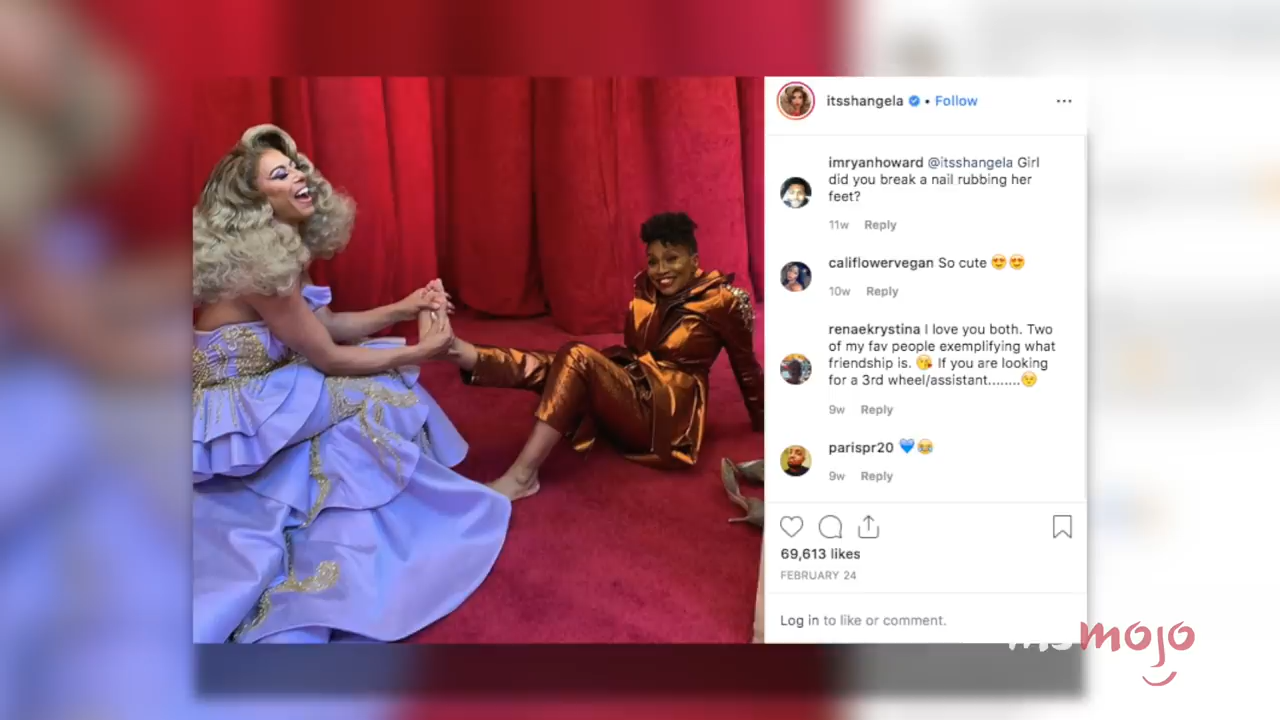 itsshangela • Follow
imryanhoward @itsshangela Girl
did you break a nail rubbing her
feet?
11w Reply
califlowervegan So cute 😍😍
10w Reply
renaekrystina I love you both. Two
of my fav people exemplifying what
friendship is. 😘 If you are looking
for a 3rd wheel/assistant........😉
9w Reply
parispr20 💙😂
9w Reply
69,613 likes
FEBRUARY 24
Log in to like or comment.
msmojo